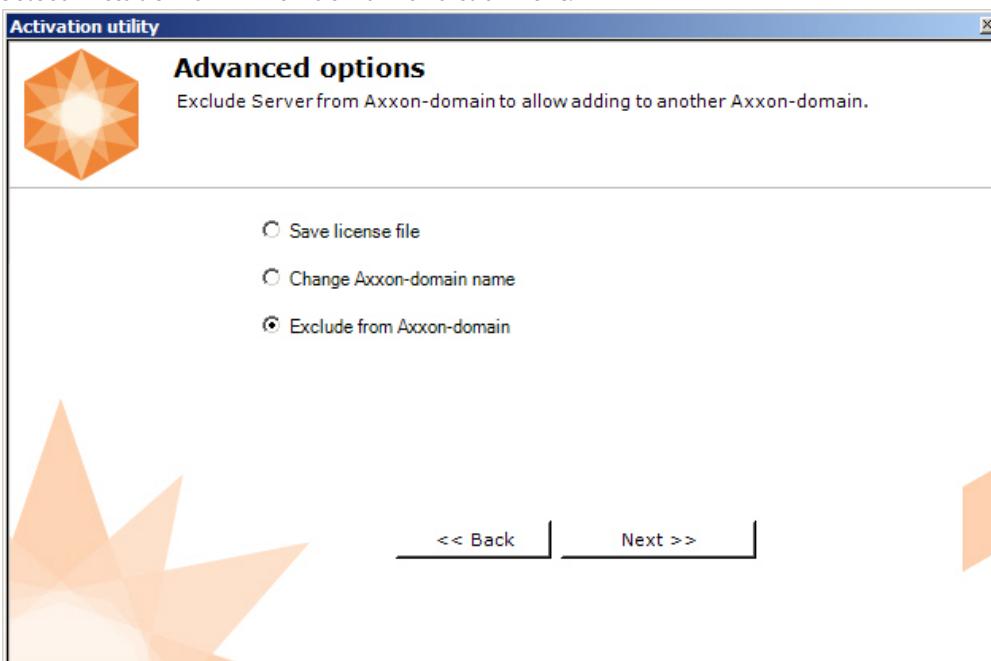 Activation utility
Advanced options
Exclude Server from Axxon-domain to allow adding to another Axxon-domain.
Save license file
Change Axxon-domain name
Exclude from Axxon-domain
<< Back
Next >>